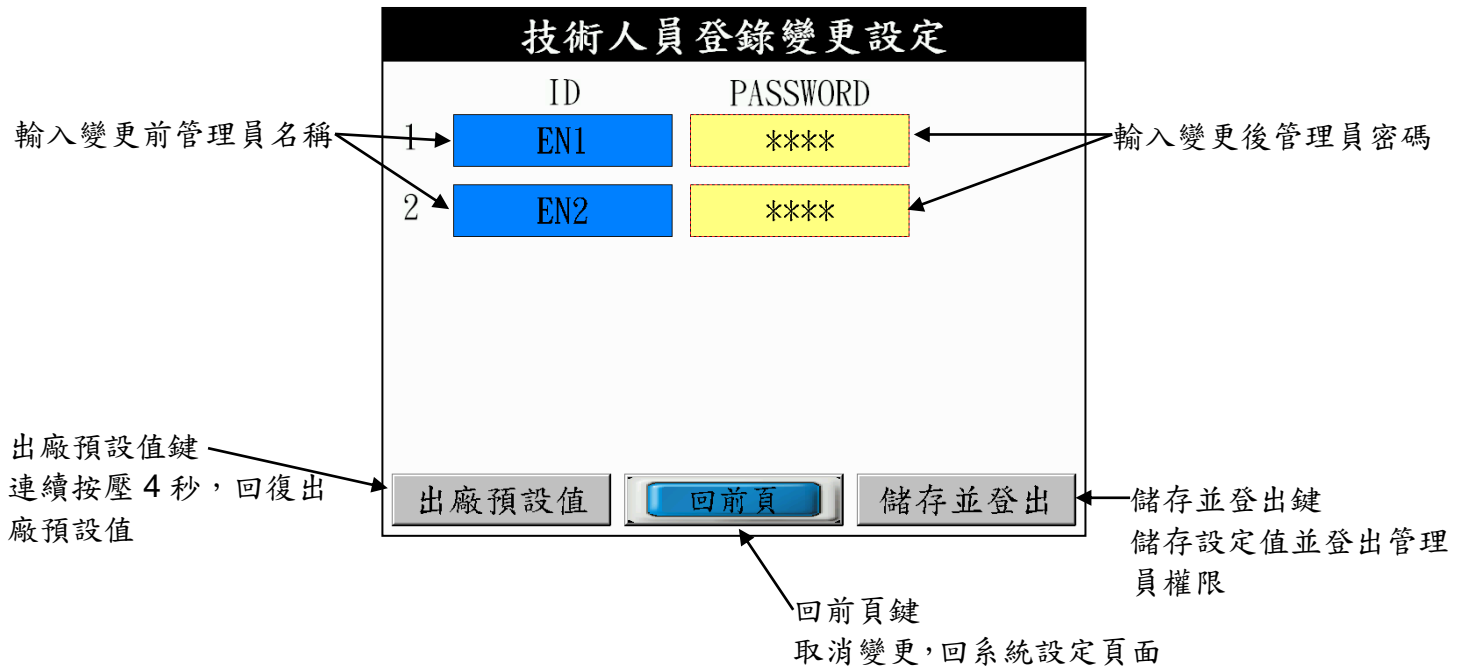 技術人員登錄變更設定
ID PASSWORD
輸入變更前管理員名稱 1 EN1 **** 輸入變更後管理員密碼
2 EN2 ****
出廠預設值鍵
連續按壓 4 秒，回復出
廠預設值
出廠預設值 回前頁 儲存並登出
儲存並登出鍵
儲存設定值並登出管理
員權限
回前頁鍵
取消變更，回系統設定頁面